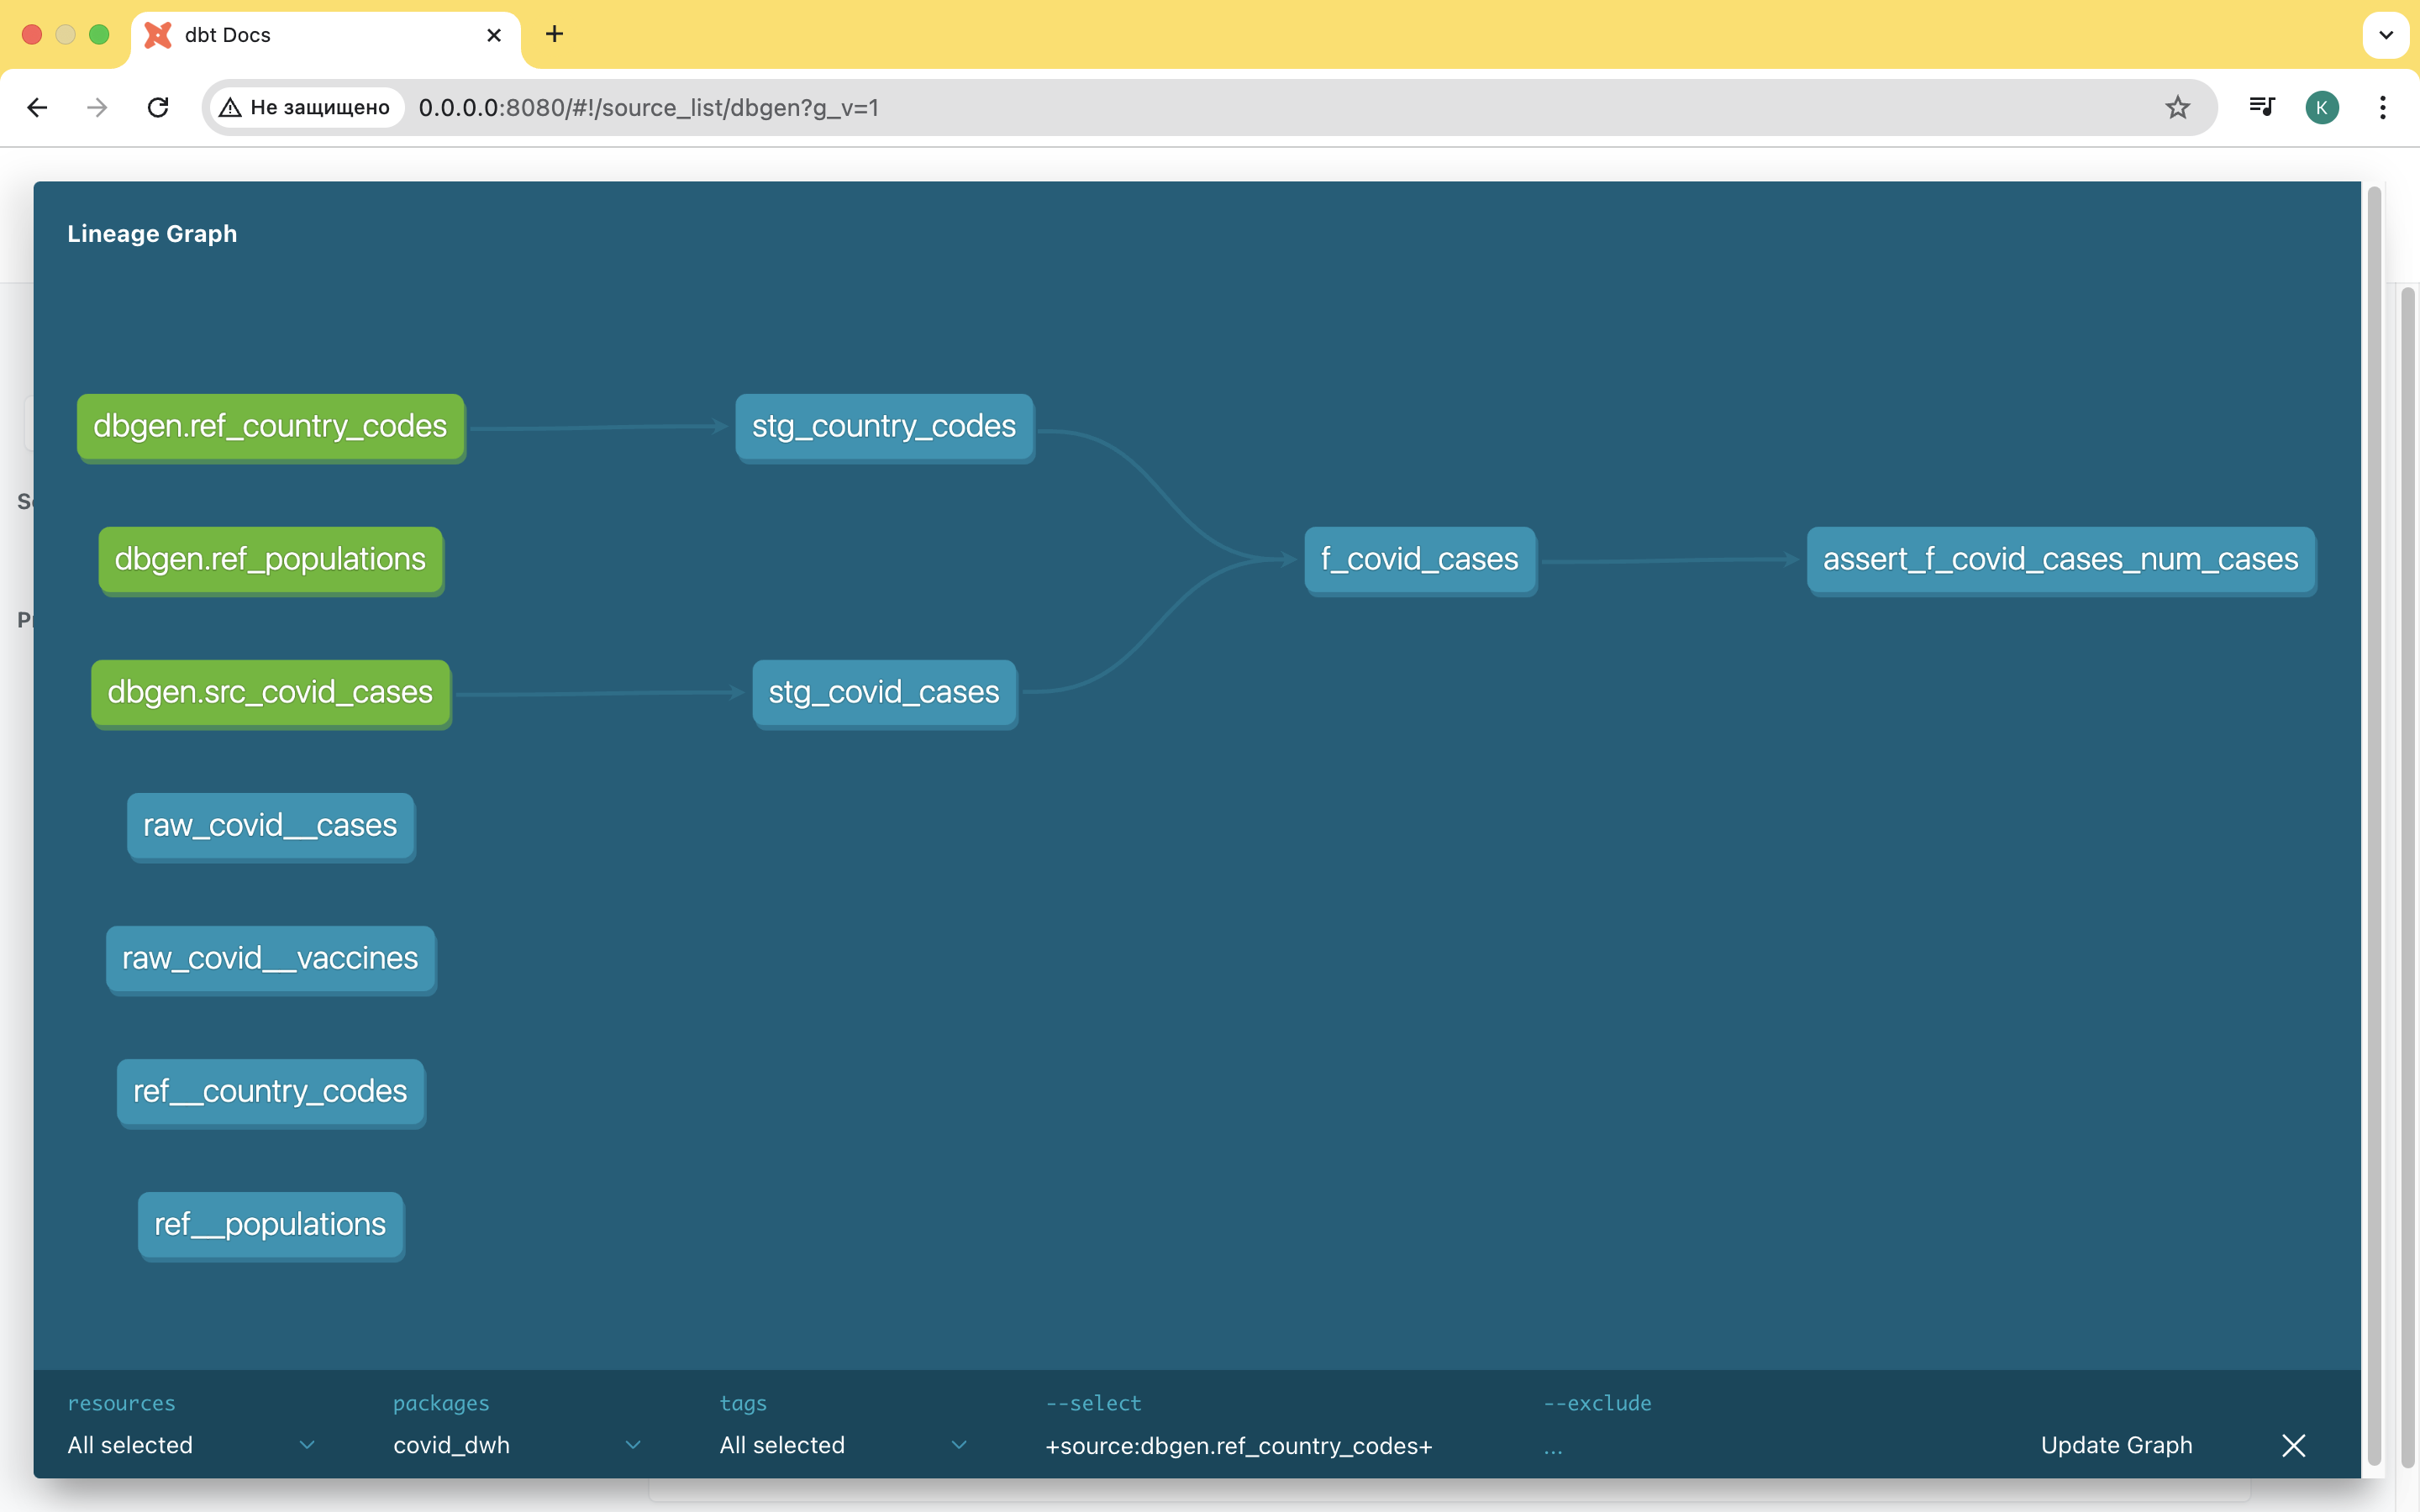 dbt Docs
Не защищено 0.0.0.0:8080/#!/source_list/dbgen?g_v=1
Lineage Graph
dbgen.ref_country_codes
stg_country_codes
dbgen.ref_populations
f_covid_cases
assert_f_covid_cases_num_cases
dbgen.src_covid_cases
stg_covid_cases
raw_covid__cases
raw_covid__vaccines
ref__country_codes
ref__populations
resources
All selected
packages
covid_dwh
tags
All selected
--select
+source:dbgen.ref_country_codes+
--exclude
...
Update Graph
K